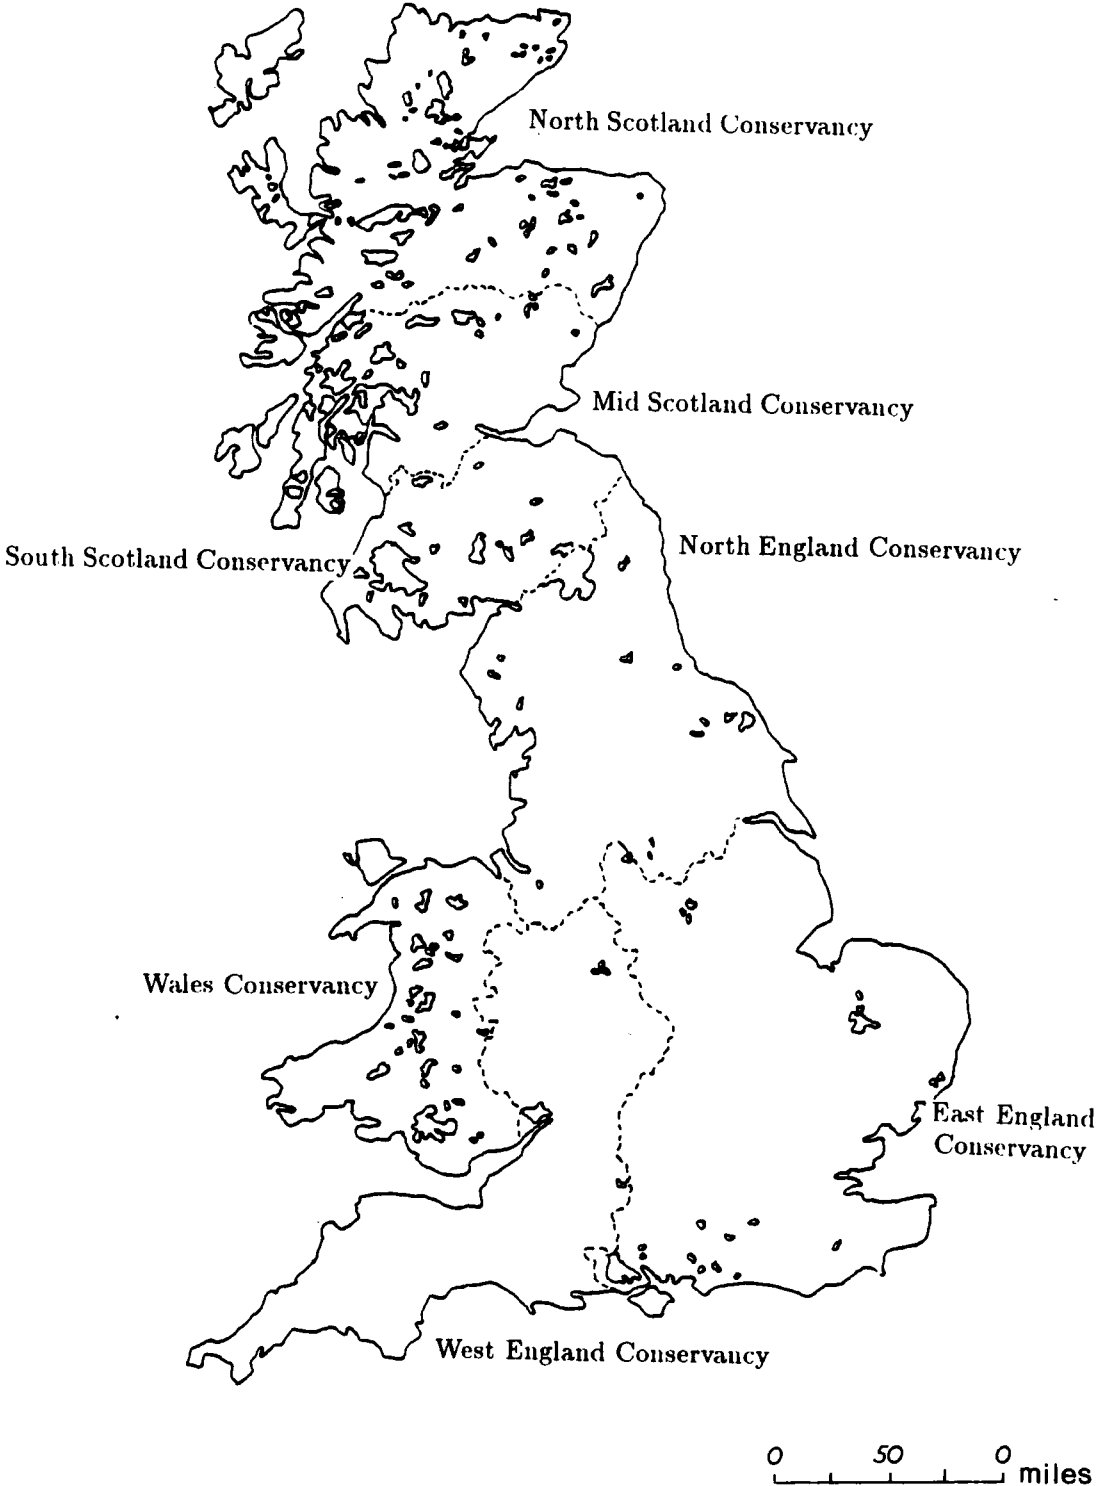 North Scotland Conservancy
Mid Scotland Conservancy
South Scotland Conservancy
North England Conservancy
Wales Conservancy
East England
Conservancy
West England Conservancy
0 50 0 miles